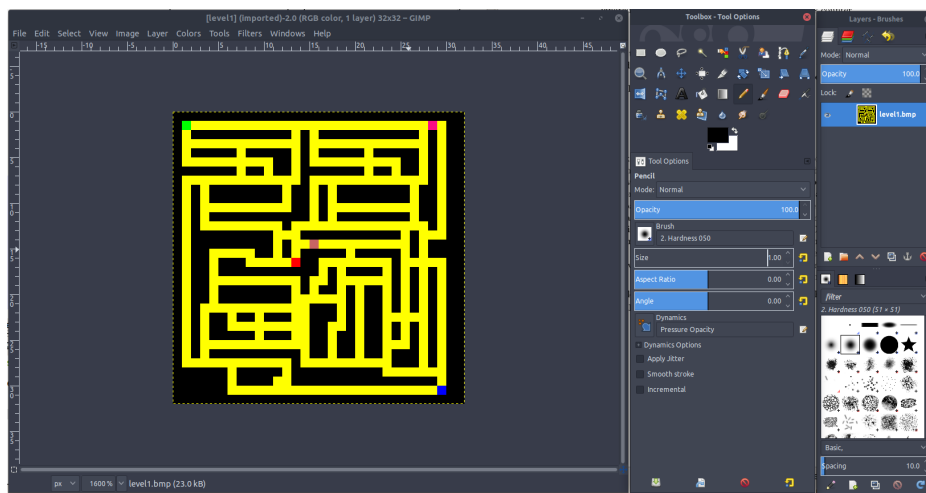 [level1] (imported)-2.0 (RGB color, 1 layer) 32x32 – GIMP
File Edit Select View Image Layer Colors Tools Filters Windows Help
px 1600 % level1.bmp (23.0 kB)
Toolbox - Tool Options
Tool Options
Pencil
Mode: Normal
Opacity 100.0
Brush
2. Hardness 050
Size 1.00
Aspect Ratio 0.00
Angle 0.00
Dynamics
Pressure Opacity
Dynamics Options
Apply Jitter
Smooth stroke
Incremental
Layers - Brushes
Mode: Normal
Opacity 100.0
Lock:
level1.bmp
filter
2. Hardness 050 (51 × 51)
Basic,
Spacing 10.0